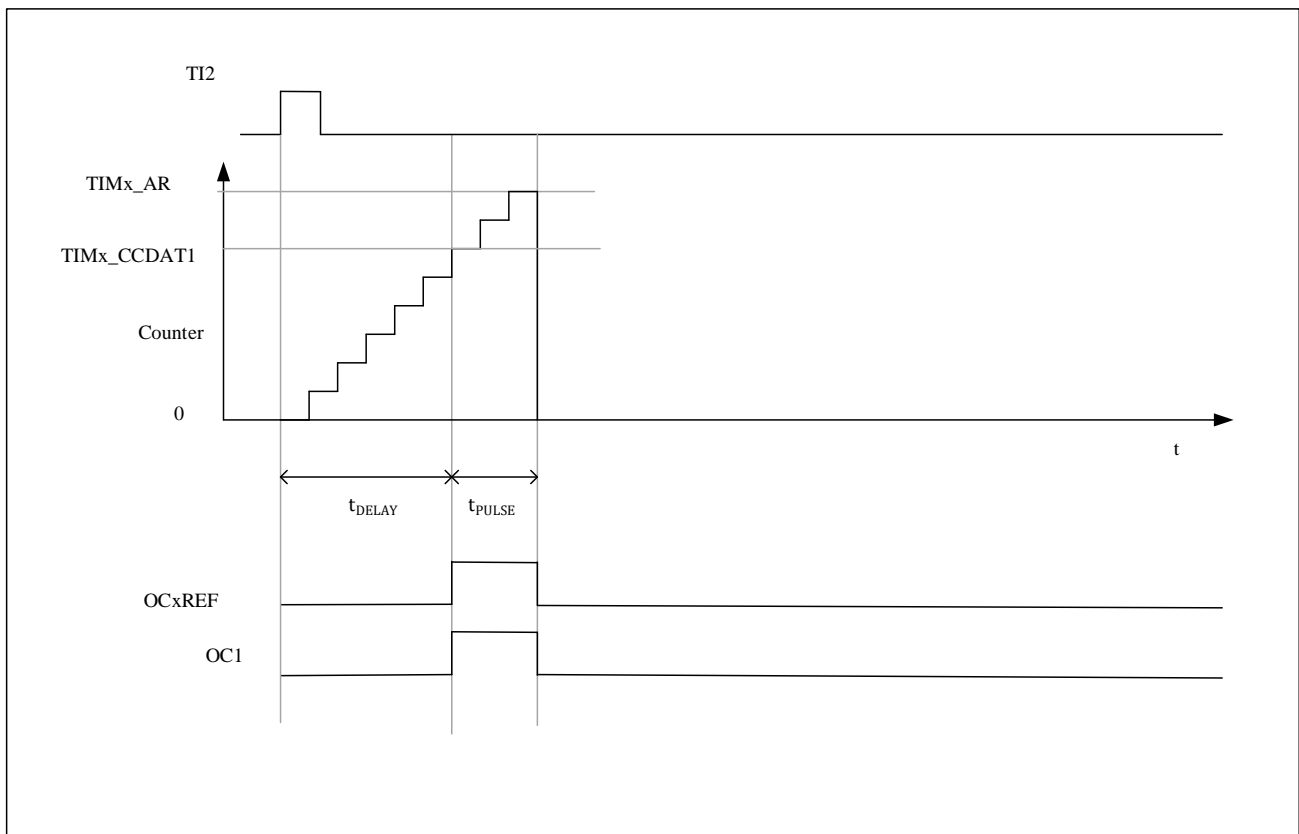 TI2
TIMx_AR
TIMx_CCDAT1
Counter
0
t
tDELAY
tPULSE
OCxREF
OC1